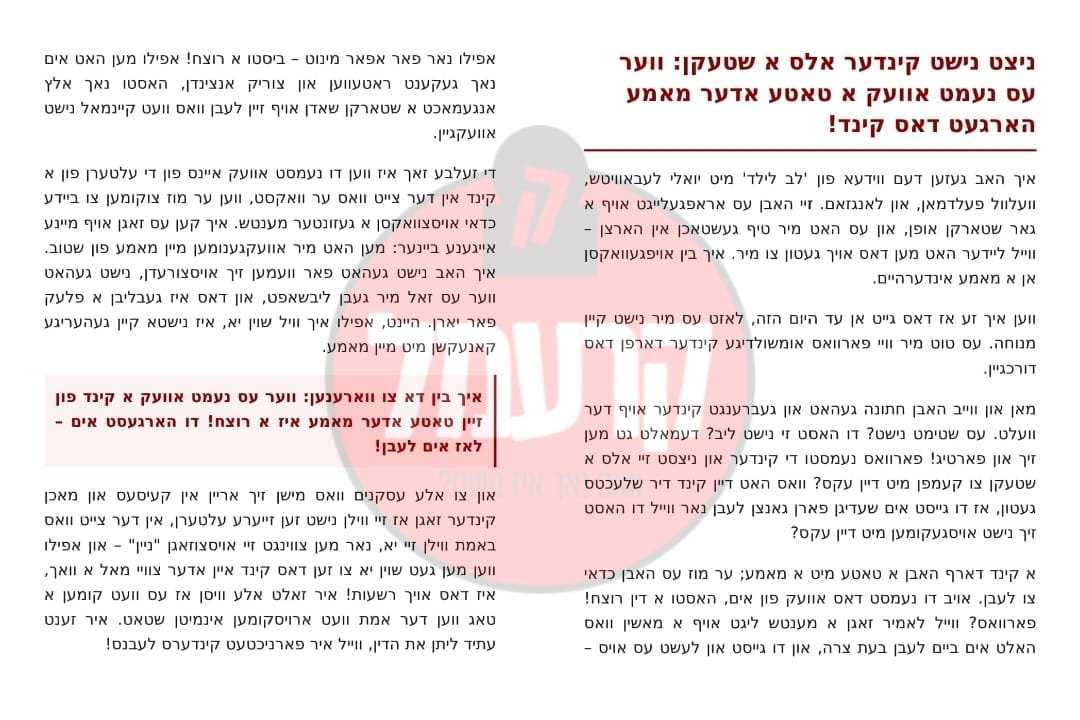 ניצט נישט קינדער אלס א שטעקן: ווער
עס נעמט אוועק א טאטע אדער מאמע
הארגעט דאס קינד!
איך האב געזען דעם ווידעא פון 'לב לילד' מיט יואלי לעבאוויטש,
וועלוול פעלדמאן, און לאנגזאם. זיי האבן עס אראפגעלייגט אויף א
גאר שטארקן אופן, און עס האט מיר טיף געשטאכן אין הארצן –
ווייל ליידער האט מען דאס אויך געטון צו מיר. איך בין אויפגעוואקסן
אן א מאמע אינדערהיים.
ווען איך זע אז דאס גייט אן עד היום הזה, לאזט עס מיר נישט קיין
מנוחה. עס טוט מיר וויי פארוואס אומשולדיגע קינדער דארפן דאס
דורכגיין.
מאן און ווייב האבן חתונה געהאט און געברענגט קינדער אויף דער
וועלט. עס שטימט נישט? דו האסט זי נישט ליב? דעמאלט גט מען
זיך און פארטיג! פארוואס נעמסטו די קינדער און ניצסט זיי אלס א
שטעקן צו קעמפן מיט דיין עקס? וואס האט דיין קינד דיר שלעכטס
געטון, אז דו גייסט אים שעדיגן פארן גאנצן לעבן נאר ווייל דו האסט
זיך נישט אויסגעקומען מיט דיין עקס?
א קינד דארף האבן א טאטע מיט א מאמע; ער מוז עס האבן כדאי
צו לעבן. אויב דו נעמסט דאס אוועק פון אים, האסטו א דין רוצח!
פארוואס? ווייל לאמיר זאגן א מענטש ליגט אויף א מאשין וואס
האלט אים ביים לעבן בעת צרה, און דו גייסט און לעשט עס אויס –
אפילו נאר פאר אפאר מינוט – ביסטו א רוצח! אפילו מען האט אים
נאך געקענט ראטעווען און צוריק אנצינדן, האסטו נאך אלץ
אנגעמאכט א שטארקן שאדן אויף זיין לעבן וואס וועט קיינמאל נישט
אוועקגיין.
די זעלבע זאך איז ווען דו נעמסט אוועק איינס פון די עלטערן פון א
קינד אין דער צייט וואס ער וואקסט, ווען ער מוז צוקומען צו ביידע
כדאי אויסצוואקסן א געזונטער מענטש. איך קען עס זאגן אויף מיינע
אייגענע ביינער: מען האט מיר אוועקגענומען מיין מאמע פון שטוב.
איך האב נישט געהאט פאר וועמען זיך אויסצורעדן, נישט געהאט
ווער עס זאל מיר געבן ליבשאפט, און דאס איז געבליבן א פלעק
פאר יארן. היינט, אפילו איך וויל שוין יא, איז נישטא קיין געהעריגע
קאנעקשן מיט מיין מאמע.
איך בין דא צו ווארענען: ווער עס נעמט אוועק א קינד פון
זיין טאטע אדער מאמע איז א רוצח! דו הארגעסט אים –
לאז אים לעבן!
און צו אלע עסקנים וואס מישן זיך אריין אין קעיסעס און מאכן
קינדער זאגן אז זיי ווילן נישט זען זייערע עלטערן, אין דער צייט וואס
באמת ווילן זיי יא, נאר מען צווינגט זיי אויסצוזאגן "ניין" – און אפילו
ווען מען געט שוין יא צו זען דאס קינד איין אדער צוויי מאל א וואך,
איז דאס אויך רשעות! איר זאלט אלע וויסן אז עס וועט קומען א
טאג ווען דער אמת וועט ארויסקומען אינמיטן שטאט. איר זענט
עתיד ליתן את הדין, ווייל איר פארניכטעט קינדערס לעבנס!
קרעמל